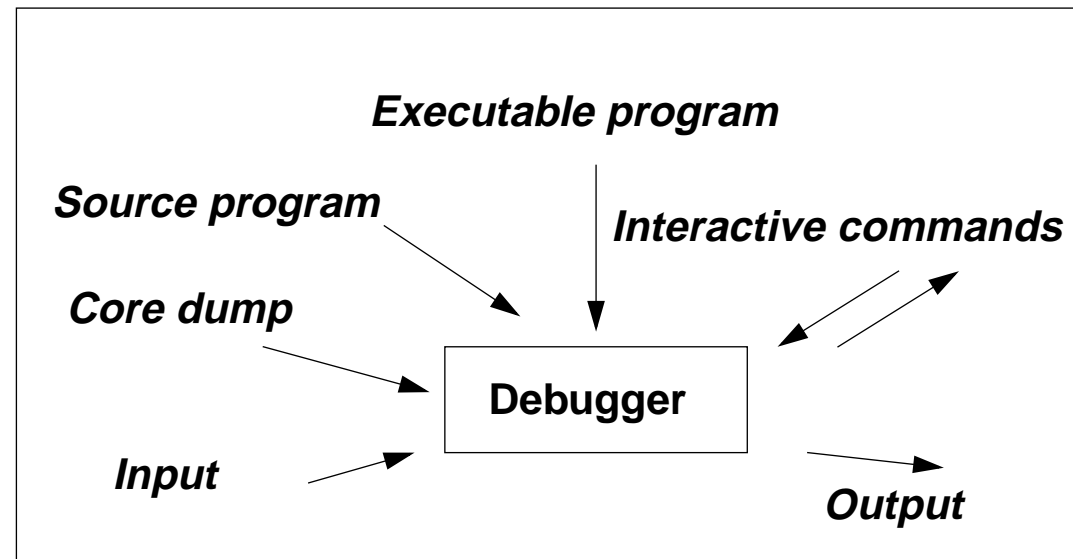 Executable program
Source program
Interactive commands
Core dump
Debugger
Input
Output